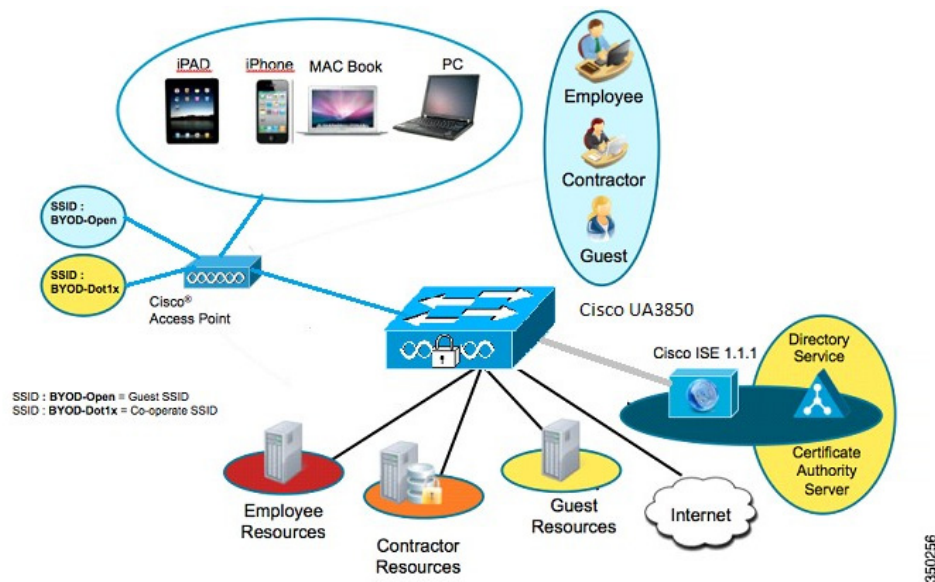 iPAD
iPhone
MAC Book
PC
Employee
Contractor
Guest
SSID :
BYOD-Open
SSID :
BYOD-Dot1x
Cisco®
Access Point
Cisco UA3850
Cisco ISE 1.1.1
Directory
Service
Certificate
Authority
Server
SSID : BYOD-Open = Guest SSID
SSID : BYOD-Dot1x = Co-operate SSID
Employee
Resources
Contractor
Resources
Guest
Resources
Internet
350256